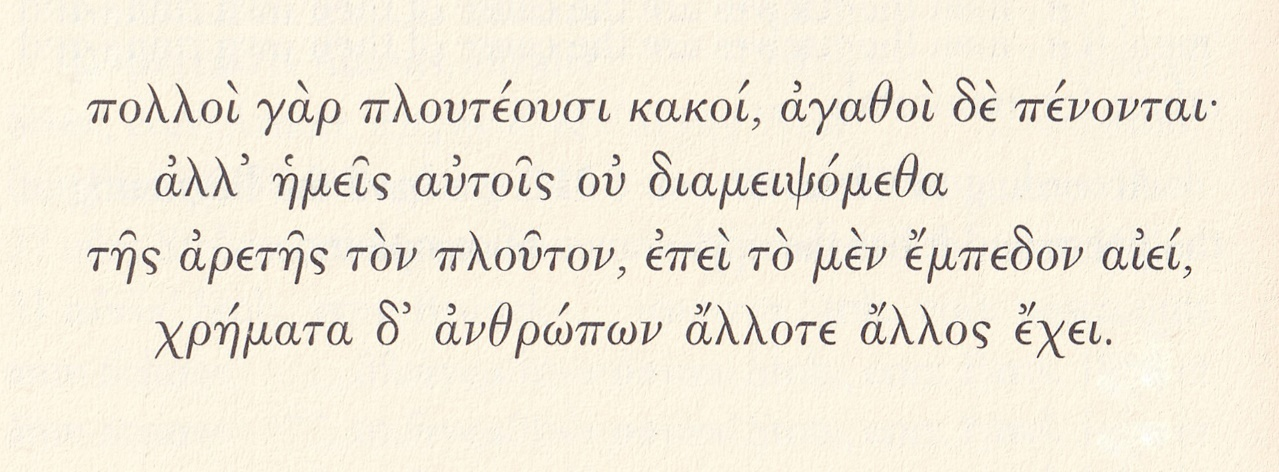 πολλοὶ γὰρ πλουτέουσι κακοί, ἀγαθοὶ δὲ πένονται·
ἀλλ’ ἡμεῖς αὐτοῖς οὐ διαμειψόμεθα
τῆς ἀρετῆς τὸν πλοῦτον, ἐπεὶ τὸ μὲν ἔμπεδον αἰεί,
χρήματα δ’ ἀνθρώπων ἄλλοτε ἄλλος ἔχει.